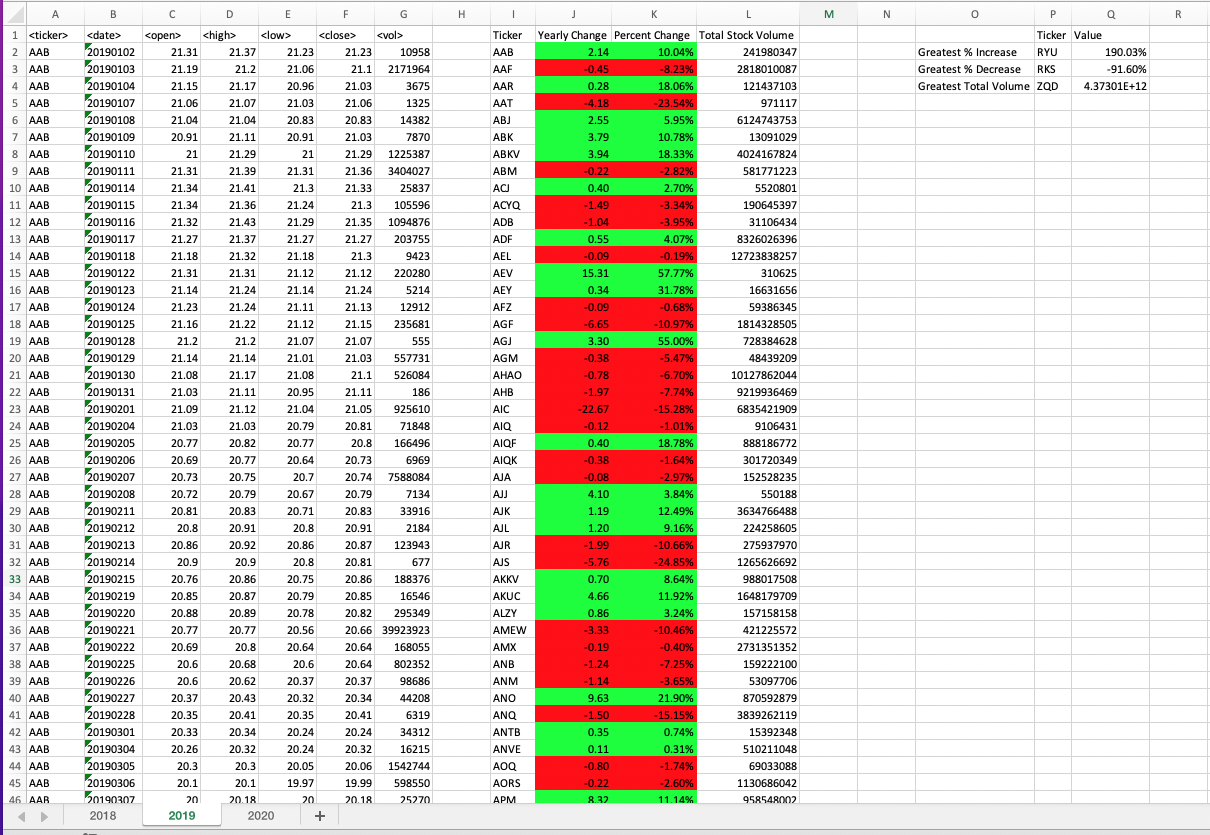 A B C D E F G H I J K L M N O P Q R
1 <ticker> <date> <open> <high> <low> <close> <vol> Ticker Yearly Change Percent Change Total Stock Volume Ticker Value
2 AAB 20190102 21.31 21.37 21.23 21.23 10958 AAB 2.14 10.04% 241980347 Greatest % Increase RYU 190.03%
3 AAB 20190103 21.19 21.2 21.06 21.1 2171964 AAF -0.45 -8.23% 2818010087 Greatest % Decrease RKS -91.60%
4 AAB 20190104 21.15 21.17 20.96 21.03 3675 AAR 0.28 18.06% 121437103 Greatest Total Volume ZQD 4.37301E+12
5 AAB 20190107 21.06 21.07 21.03 21.06 1325 AAT -4.18 -23.54% 971117
6 AAB 20190108 21.04 21.04 20.83 20.83 14382 ABJ 2.55 5.95% 6124743753
7 AAB 20190109 20.91 21.11 20.91 21.03 7870 ABK 3.79 10.78% 13091029
8 AAB 20190110 21 21.29 21 21.29 1225387 ABKV 3.94 18.33% 4024167824
9 AAB 20190111 21.31 21.39 21.31 21.36 3404027 ABM -0.22 -2.82% 581771223
10 AAB 20190114 21.34 21.41 21.3 21.33 25837 ACJ 0.40 2.70% 5520801
11 AAB 20190115 21.34 21.36 21.24 21.3 105596 ACYQ -1.49 -3.34% 190645397
12 AAB 20190116 21.32 21.43 21.29 21.35 1094876 ADB -1.04 -3.95% 31106434
13 AAB 20190117 21.27 21.37 21.27 21.27 203755 ADF 0.55 4.07% 8326026396
14 AAB 20190118 21.18 21.32 21.18 21.3 9423 AEL -0.09 -0.19% 12723838257
15 AAB 20190122 21.31 21.31 21.12 21.12 220280 AEV 15.31 57.77% 310625
16 AAB 20190123 21.14 21.24 21.14 21.24 5214 AEY 0.34 31.78% 16631656
17 AAB 20190124 21.23 21.24 21.11 21.13 12912 AFZ -0.09 -0.68% 59386345
18 AAB 20190125 21.16 21.22 21.12 21.15 235681 AGF -6.65 -10.97% 1814328505
19 AAB 20190128 21.2 21.2 21.07 21.07 555 AGJ 3.30 55.00% 728384628
20 AAB 20190129 21.14 21.14 21.01 21.03 557731 AGM -0.38 -5.47% 48439209
21 AAB 20190130 21.08 21.17 21.08 21.1 526084 AHAO -0.78 -6.70% 10127862044
22 AAB 20190131 21.03 21.11 20.95 21.11 186 AHB -1.97 -7.74% 9219936469
23 AAB 20190201 21.09 21.12 21.04 21.05 925610 AIC -22.67 -15.28% 6835421909
24 AAB 20190204 21.03 21.03 20.79 20.81 71848 AIQ -0.12 -1.01% 9106431
25 AAB 20190205 20.77 20.82 20.77 20.8 166496 AIQF 0.40 18.78% 888186772
26 AAB 20190206 20.69 20.77 20.64 20.73 6969 AIQK -0.38 -1.64% 301720349
27 AAB 20190207 20.73 20.75 20.7 20.74 7588084 AJA -0.08 -2.97% 152528235
28 AAB 20190208 20.72 20.79 20.67 20.79 7134 AJJ 4.10 3.84% 550188
29 AAB 20190211 20.81 20.83 20.71 20.83 33916 AJK 1.19 12.49% 3634766488
30 AAB 20190212 20.8 20.91 20.8 20.91 2184 AJL 1.20 9.16% 224258605
31 AAB 20190213 20.86 20.92 20.86 20.87 123943 AJR -1.99 -10.66% 275937970
32 AAB 20190214 20.9 20.9 20.8 20.81 677 AJS -5.76 -24.85% 1265626692
33 AAB 20190215 20.76 20.86 20.75 20.86 188376 AKKV 0.70 8.64% 988017508
34 AAB 20190219 20.85 20.87 20.79 20.85 16546 AKUC 4.66 11.92% 1648179709
35 AAB 20190220 20.88 20.89 20.78 20.82 295349 ALZY 0.86 3.24% 157158158
36 AAB 20190221 20.77 20.77 20.56 20.66 39923923 AMEW -3.33 -10.46% 421225572
37 AAB 20190222 20.69 20.8 20.64 20.64 168055 AMX -0.19 -0.40% 2731351352
38 AAB 20190225 20.6 20.68 20.6 20.64 802352 ANB -1.24 -7.25% 159222100
39 AAB 20190226 20.6 20.62 20.37 20.37 98686 ANM -1.14 -3.65% 53097706
40 AAB 20190227 20.37 20.43 20.32 20.34 44208 ANO 9.63 21.90% 870592879
41 AAB 20190228 20.35 20.41 20.35 20.41 6319 ANQ -1.50 -15.15% 3839262119
42 AAB 20190301 20.33 20.34 20.24 20.24 34312 ANTB 0.35 0.74% 15392348
43 AAB 20190304 20.26 20.32 20.24 20.32 16215 ANVE 0.11 0.31% 510211048
44 AAB 20190305 20.3 20.3 20.05 20.06 1542744 AOQ -0.80 -1.74% 69033088
45 AAB 20190306 20.1 20.1 19.97 19.99 598550 AORS -0.22 -2.60% 1130686042
46 AAB 20190307 20 20.18 20 20.18 25270 APM 8.32 11.14% 958548002
2018 2019 2020 +